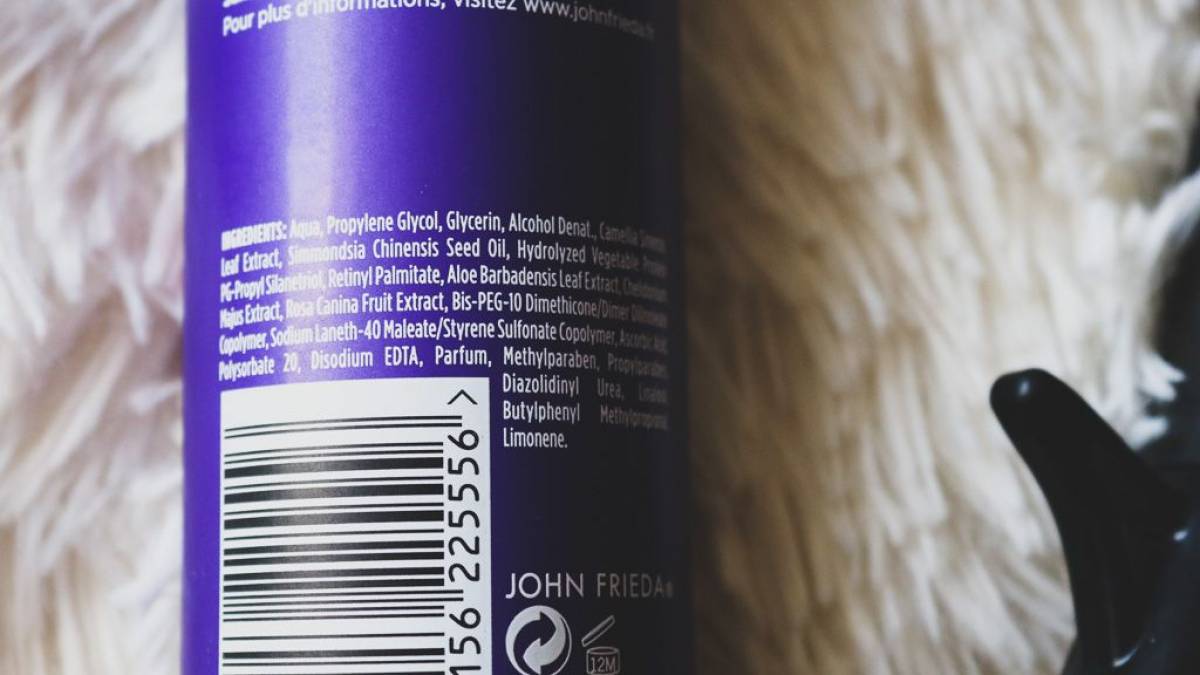 Pour plus d'informations, visitez www.johnfrieda.fr
INGREDIENTS: Aqua, Propylene Glycol, Glycerin, Alcohol Denat., Camellia Sinensis
Leaf Extract, Simmondsia Chinensis Seed Oil, Hydrolyzed Vegetable Protein
PG-Propyl Silanetriol, Retinyl Palmitate, Aloe Barbadensis Leaf Extract, Chelidonium
Majus Extract, Rosa Canina Fruit Extract, Bis-PEG-10 Dimethicone/Dimer Dilinoleate
Copolymer, Sodium Laneth-40 Maleate/Styrene Sulfonate Copolymer, Ascorbic Acid,
Polysorbate 20, Disodium EDTA, Parfum, Methylparaben, Propylparaben,
Diazolidinyl Urea, Linalool,
Butylphenyl Methylpropional,
Limonene.
156 225556 >
JOHN FRIEDA®
12M